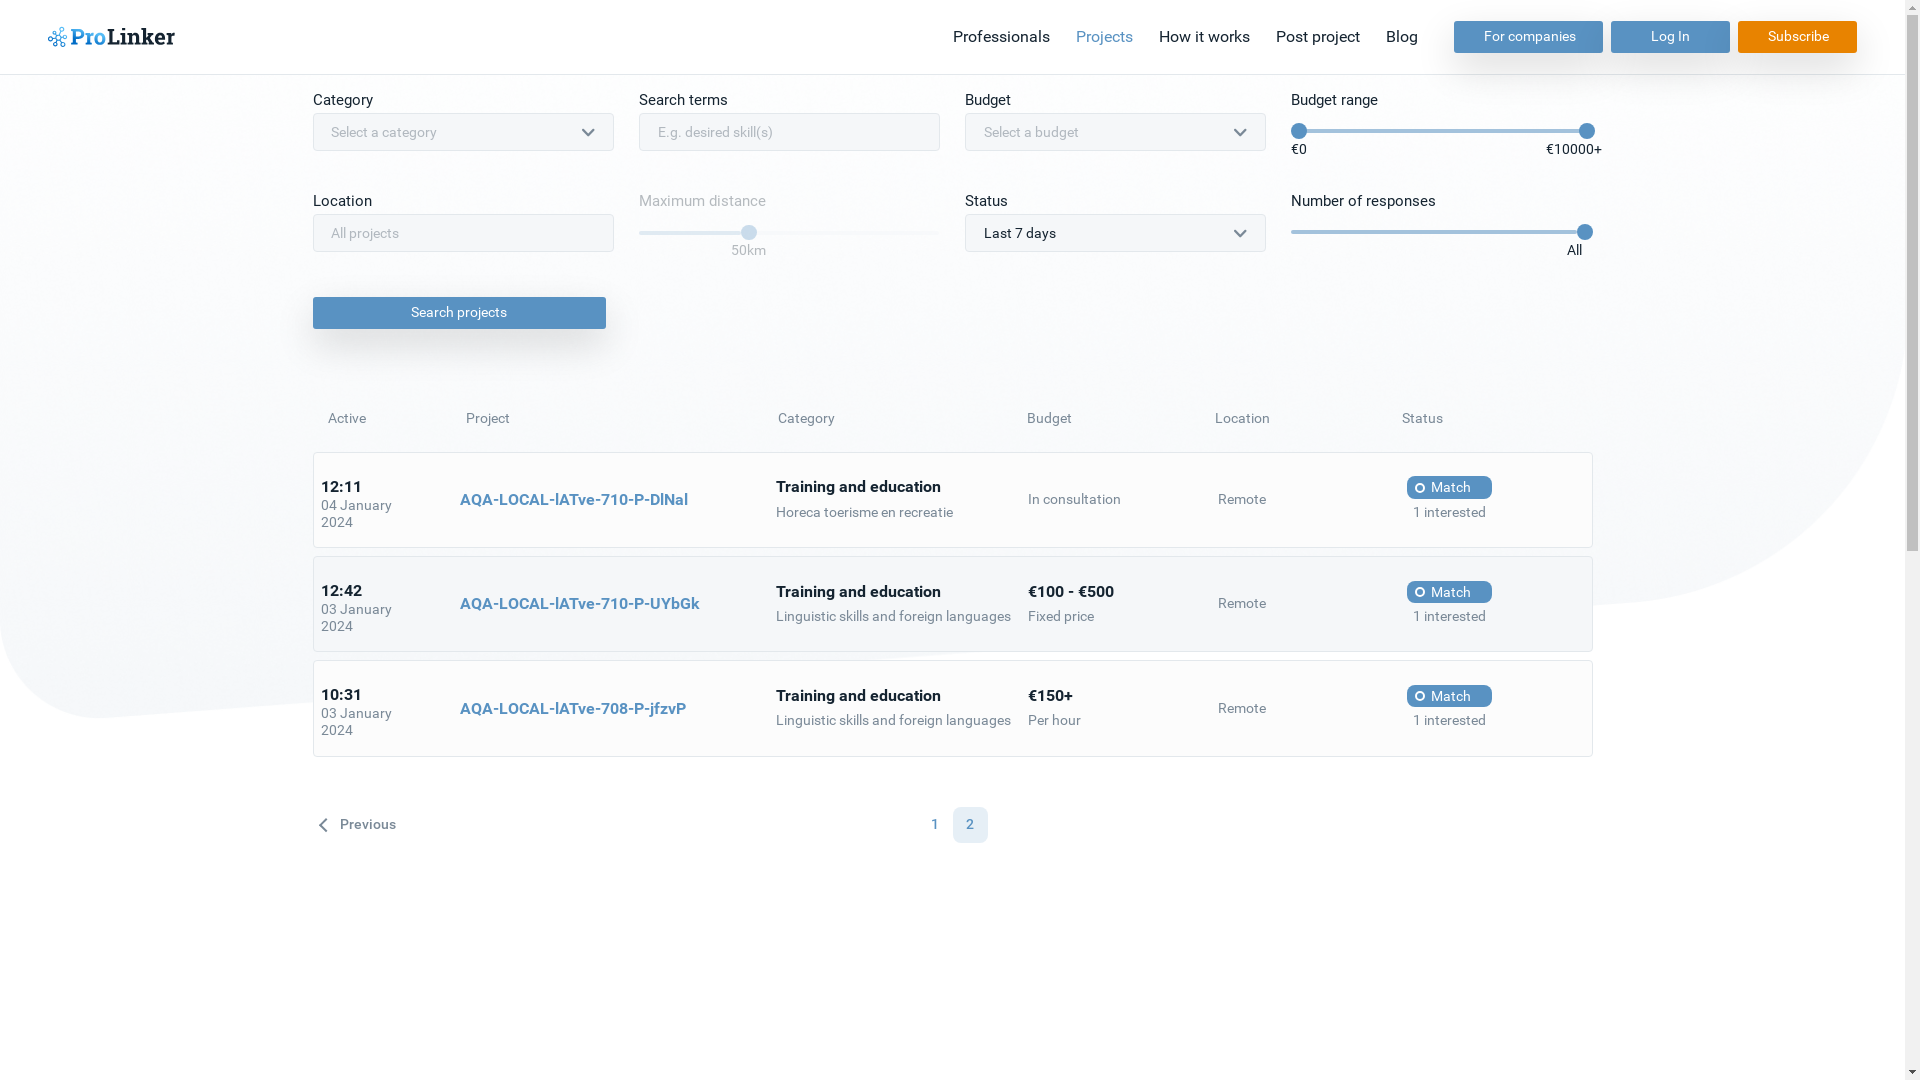 ProLinker
Professionals
Projects
How it works
Post project
Blog
For companies
Log In
Subscribe
Category
Search terms
Budget
Budget range
Select a category
E.g. desired skill(s)
Select a budget
€0
€10000+
Location
Maximum distance
Status
Number of responses
All projects
50km
Last 7 days
All
Search projects
Active
Project
Category
Budget
Location
Status
12:11
04 January
2024
AQA-LOCAL-lATve-710-P-DlNal
Training and education
Horeca toerisme en recreatie
In consultation
Remote
Match
1 interested
12:42
03 January
2024
AQA-LOCAL-lATve-710-P-UYbGk
Training and education
Linguistic skills and foreign languages
€100 - €500
Fixed price
Remote
Match
1 interested
10:31
03 January
2024
AQA-LOCAL-lATve-708-P-jfzvP
Training and education
Linguistic skills and foreign languages
€150+
Per hour
Remote
Match
1 interested
Previous
1
2